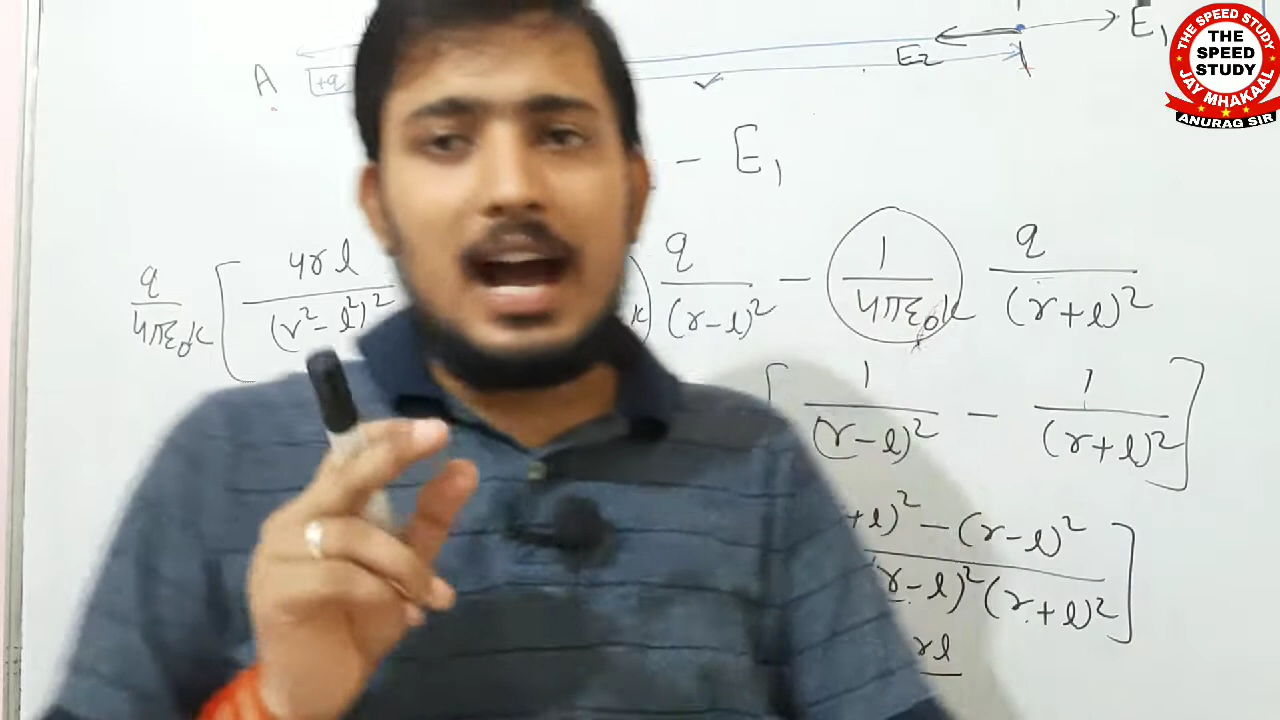 THE SPEED STUDY
THE
SPEED
STUDY
JAY MHAKAAL
ANURAG SIR
A +q E₂ E₁
- E₁
q/4πε₀k [ 4rl/(r²-l²)² k) q/(r-l)² - 1/4πε₀k q/(r+l)²
[ 1/(r-l)² - 1/(r+l)² ]
+l)² - (r-l)² / (r-l)² (r+l)² ]
rl